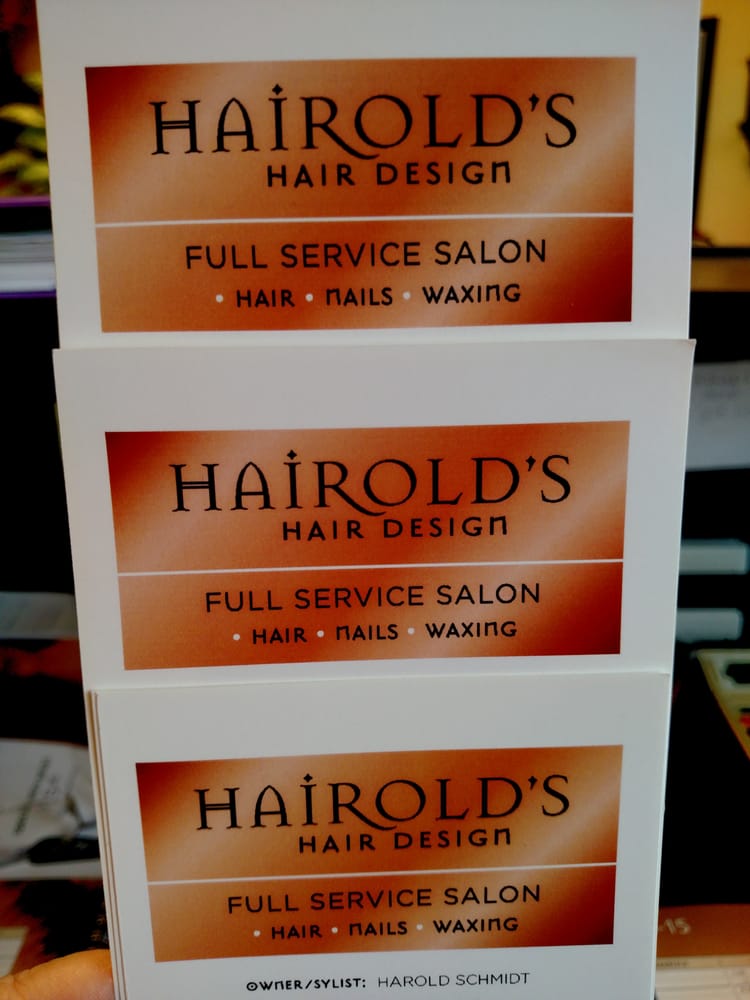 HAIROLD'S
HAIR DESIGN
FULL SERVICE SALON
• HAIR • NAILS • WAXING
HAIROLD'S
HAIR DESIGN
FULL SERVICE SALON
• HAIR • NAILS • WAXING
HAIROLD'S
HAIR DESIGN
FULL SERVICE SALON
• HAIR • NAILS • WAXING
OWNER/SYLIST: HAROLD SCHMIDT
-15